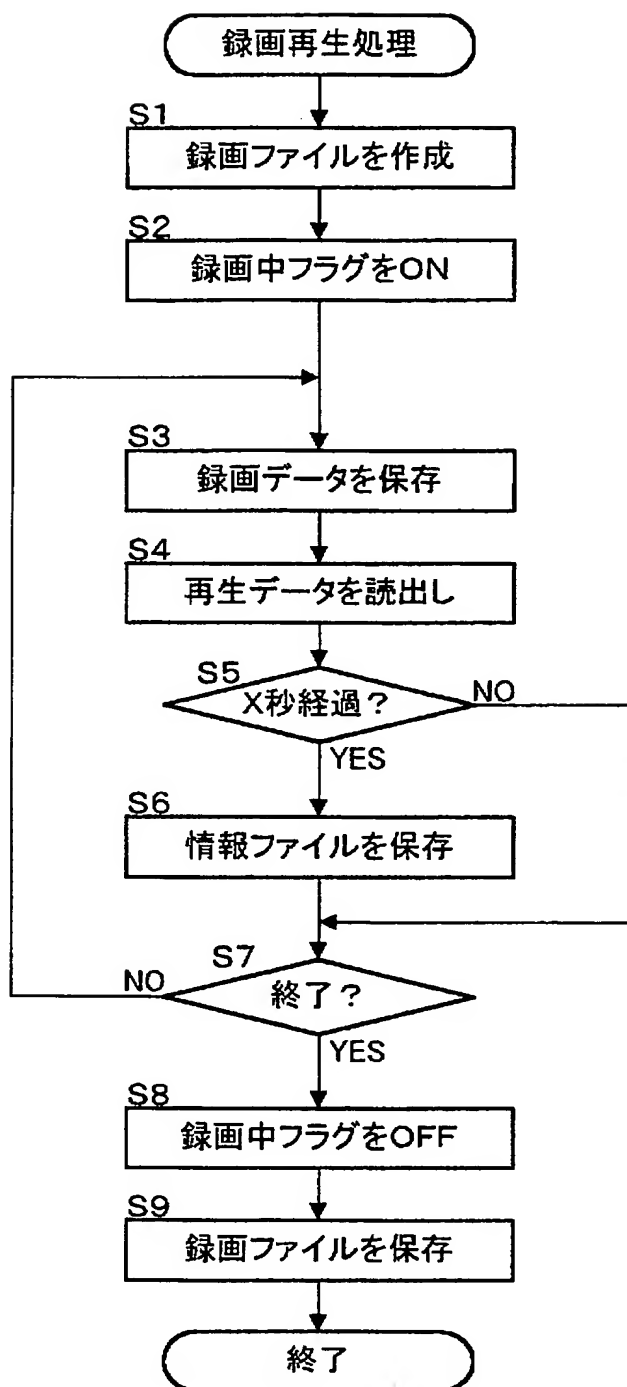 録画再生処理
S1
録画ファイルを作成
S2
録画中フラグをON
S3
録画データを保存
S4
再生データを読出し
S5
X秒経過?
NO
YES
S6
情報ファイルを保存
S7
NO
終了?
YES
S8
録画中フラグをOFF
S9
録画ファイルを保存
終了